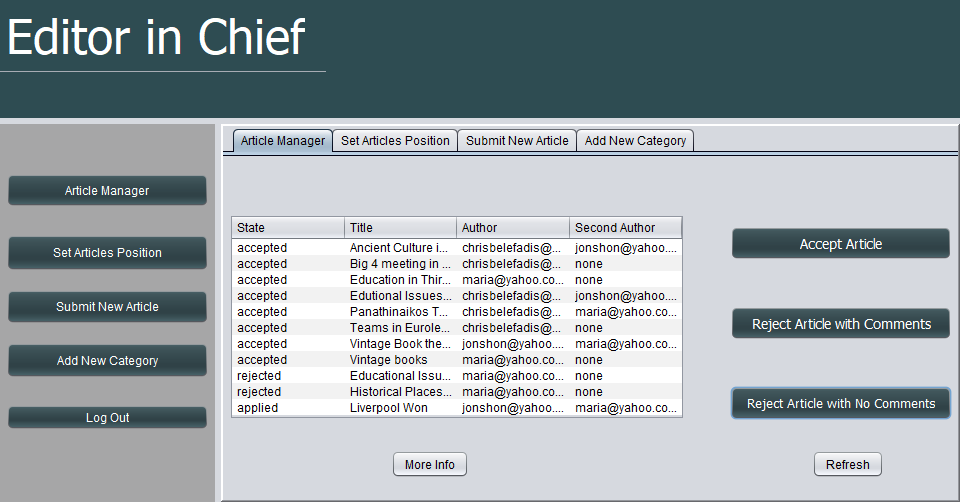 Editor in Chief
Article Manager Set Articles Position Submit New Article Add New Category
Article Manager
Set Articles Position
Submit New Article
Add New Category
Log Out
State Title Author Second Author
accepted Ancient Culture i... chrisbelefadis@... jonshon@yahoo....
accepted Big 4 meeting in ... chrisbelefadis@... none
accepted Education in Thir... maria@yahoo.co... none
accepted Edutional Issues... chrisbelefadis@... jonshon@yahoo....
accepted Panathinaikos T... chrisbelefadis@... maria@yahoo.co...
accepted Teams in Eurole... chrisbelefadis@... none
accepted Vintage Book the... jonshon@yahoo.... maria@yahoo.co...
accepted Vintage books maria@yahoo.co... none
rejected Educational Issu... maria@yahoo.co... none
rejected Historical Places... maria@yahoo.co... none
applied Liverpool Won jonshon@yahoo.... maria@yahoo.co...
Accept Article
Reject Article with Comments
Reject Article with No Comments
More Info
Refresh